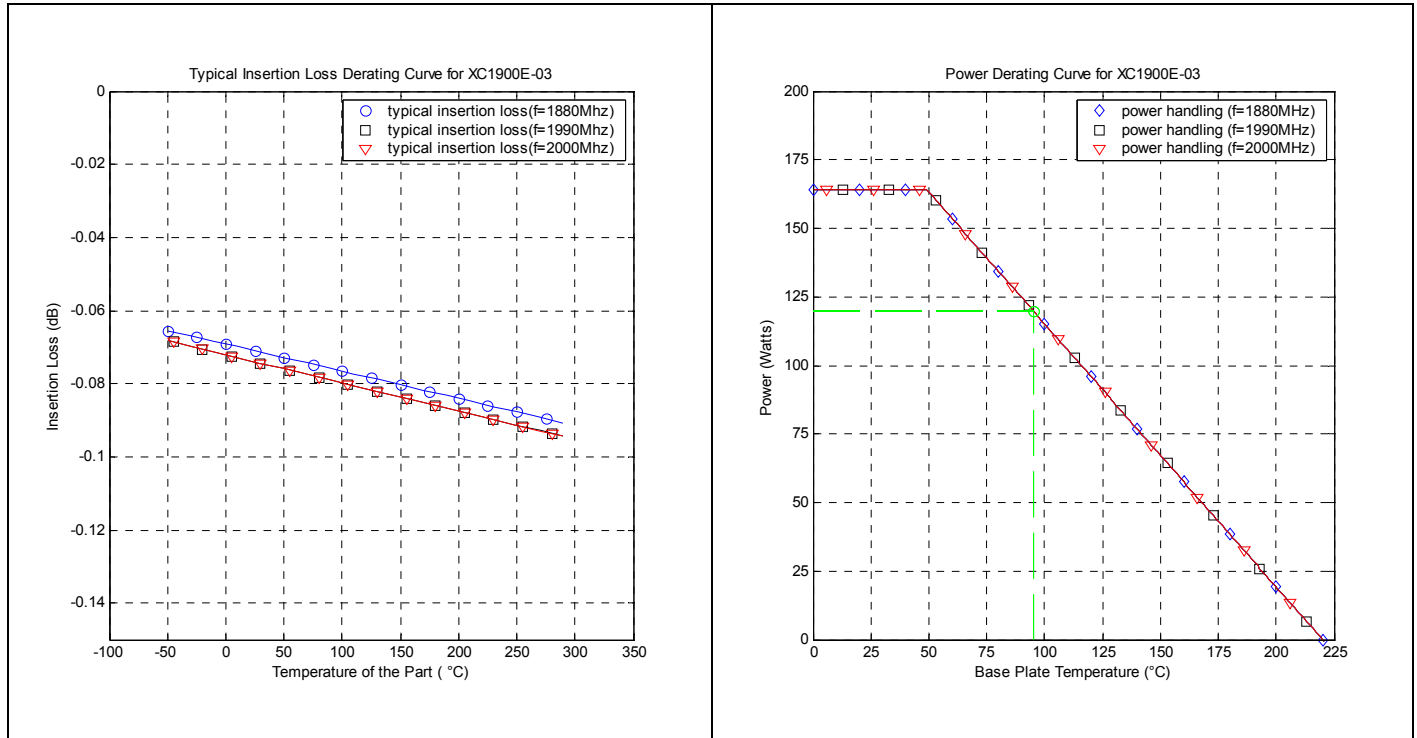 Typical Insertion Loss Derating Curve for XC1900E-03
0
-0.02
-0.04
-0.06
-0.08
-0.1
-0.12
-0.14
Insertion Loss (dB)
typical insertion loss(f=1880Mhz)
typical insertion loss(f=1990Mhz)
typical insertion loss(f=2000Mhz)
-100 -50 0 50 100 150 200 250 300 350
Temperature of the Part ( °C)
Power Derating Curve for XC1900E-03
200
175
150
125
100
75
50
25
0
Power (Watts)
power handling (f=1880MHz)
power handling (f=1990MHz)
power handling (f=2000MHz)
0 25 50 75 100 125 150 175 200 225
Base Plate Temperature (°C)